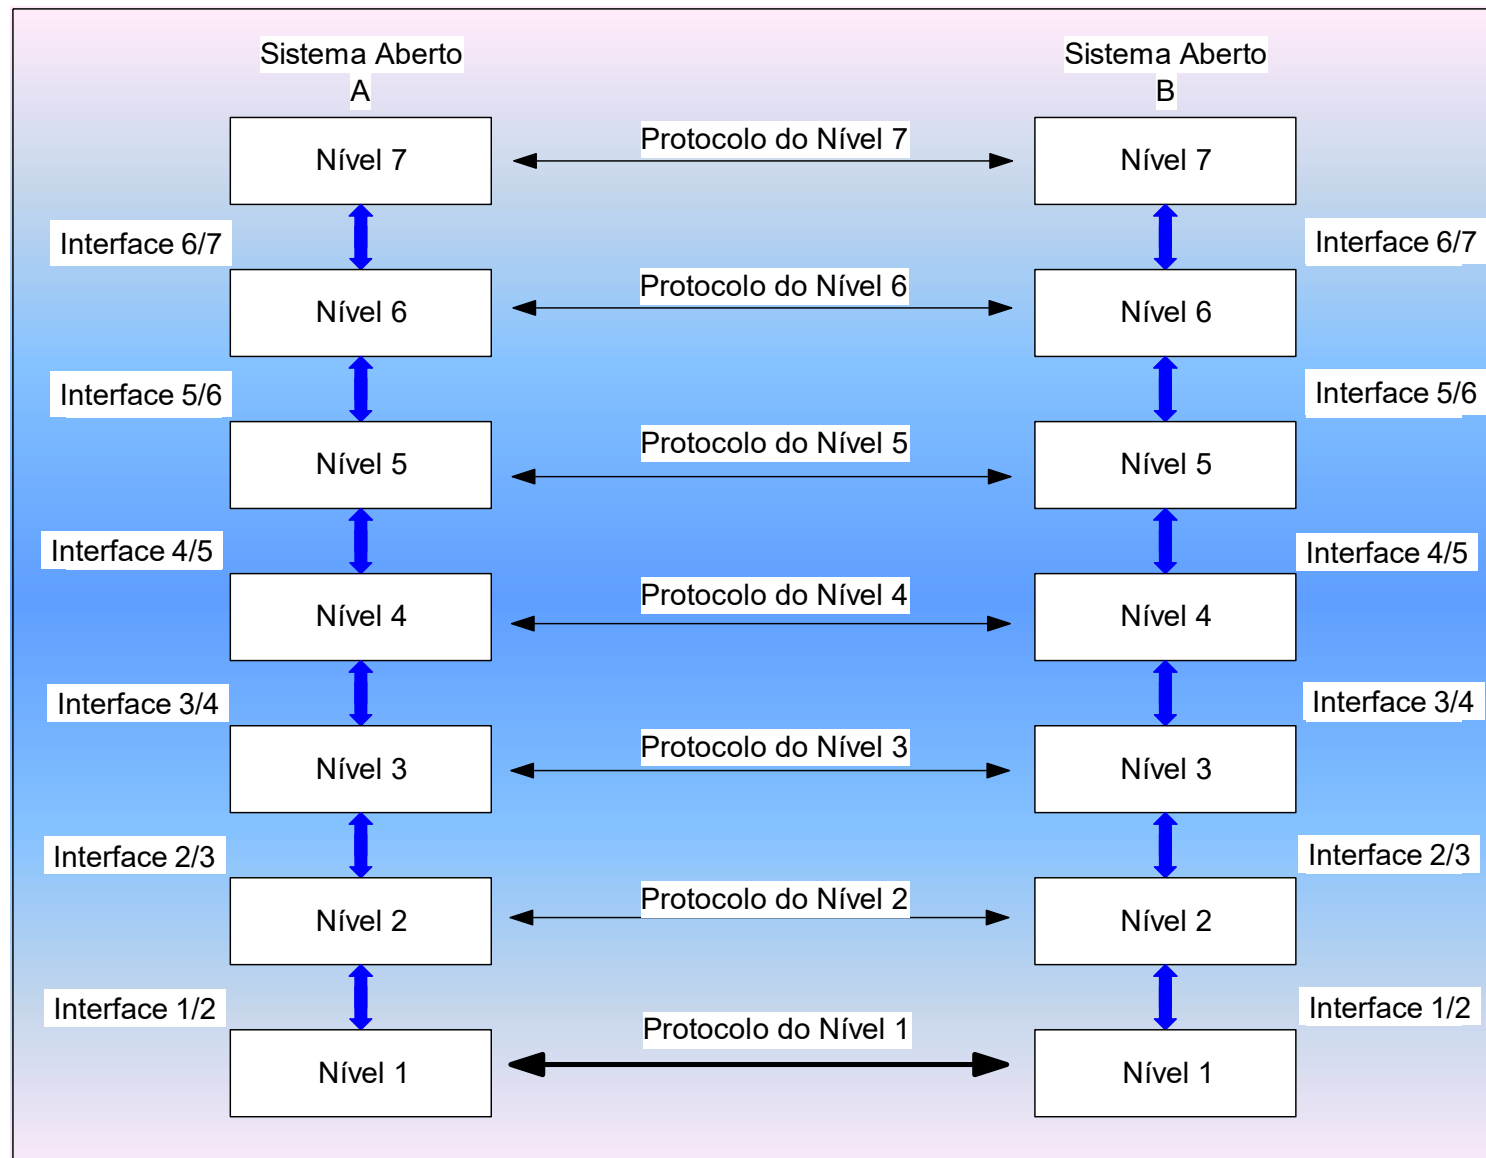 Sistema Aberto
A
Sistema Aberto
B
Nível 7
Protocolo do Nível 7
Nível 7
Interface 6/7
Interface 6/7
Nível 6
Protocolo do Nível 6
Nível 6
Interface 5/6
Interface 5/6
Nível 5
Protocolo do Nível 5
Nível 5
Interface 4/5
Interface 4/5
Nível 4
Protocolo do Nível 4
Nível 4
Interface 3/4
Interface 3/4
Nível 3
Protocolo do Nível 3
Nível 3
Interface 2/3
Interface 2/3
Nível 2
Protocolo do Nível 2
Nível 2
Interface 1/2
Interface 1/2
Nível 1
Protocolo do Nível 1
Nível 1